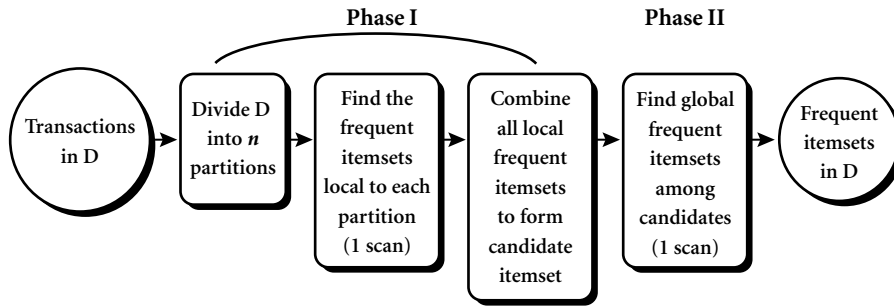 Phase I
Phase II
Transactions
in D
Divide D
into n
partitions
Find the
frequent
itemsets
local to each
partition
(1 scan)
Combine
all local
frequent
itemsets
to form
candidate
itemset
Find global
frequent
itemsets
among
candidates
(1 scan)
Frequent
itemsets
in D